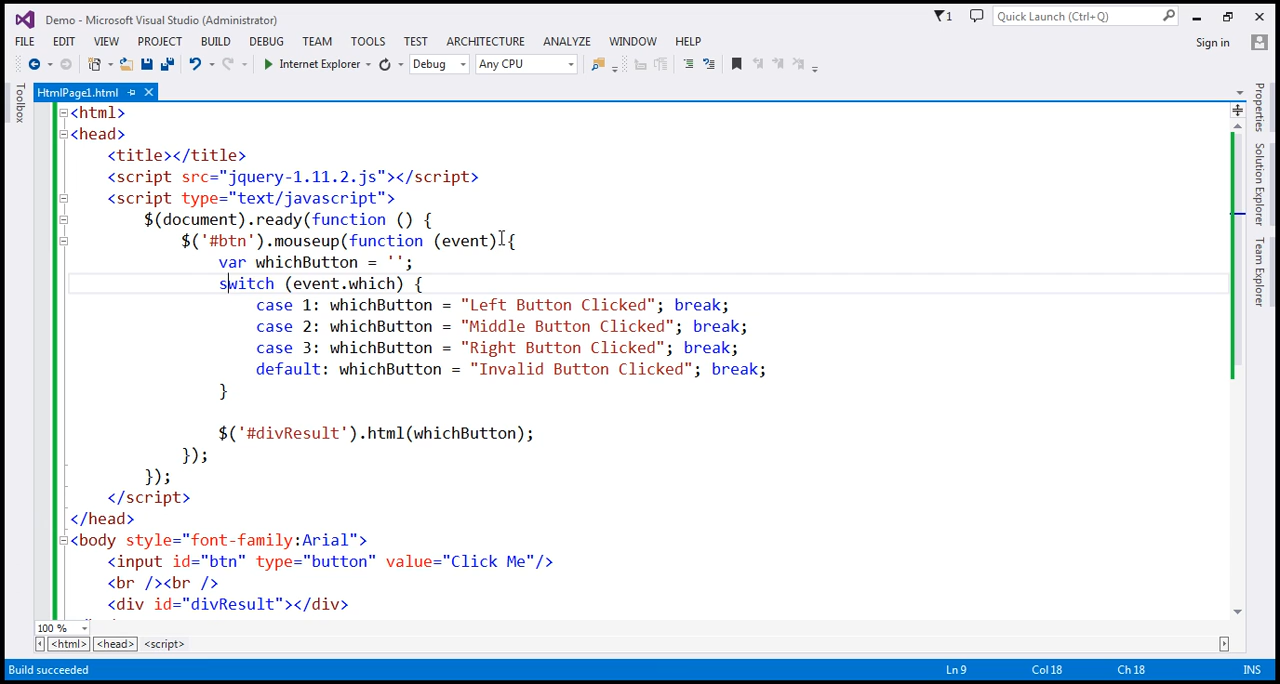 Demo - Microsoft Visual Studio (Administrator)
1
Quick Launch (Ctrl+Q)
FILE EDIT VIEW PROJECT BUILD DEBUG TEAM TOOLS TEST ARCHITECTURE ANALYZE WINDOW HELP
Sign in
Internet Explorer Debug Any CPU
Toolbox
HtmlPage1.html
<html>
<head>
<title></title>
<script src="jquery-1.11.2.js"></script>
<script type="text/javascript">
$(document).ready(function () {
$('#btn').mouseup(function (event) {
var whichButton = '';
switch (event.which) {
case 1: whichButton = "Left Button Clicked"; break;
case 2: whichButton = "Middle Button Clicked"; break;
case 3: whichButton = "Right Button Clicked"; break;
default: whichButton = "Invalid Button Clicked"; break;
}
$('#divResult').html(whichButton);
});
});
</script>
</head>
<body style="font-family:Arial">
<input id="btn" type="button" value="Click Me"/>
<br /><br />
<div id="divResult"></div>
Properties
Solution Explorer
Team Explorer
100 %
<html> <head> <script>
Build succeeded Ln 9 Col 18 Ch 18 INS